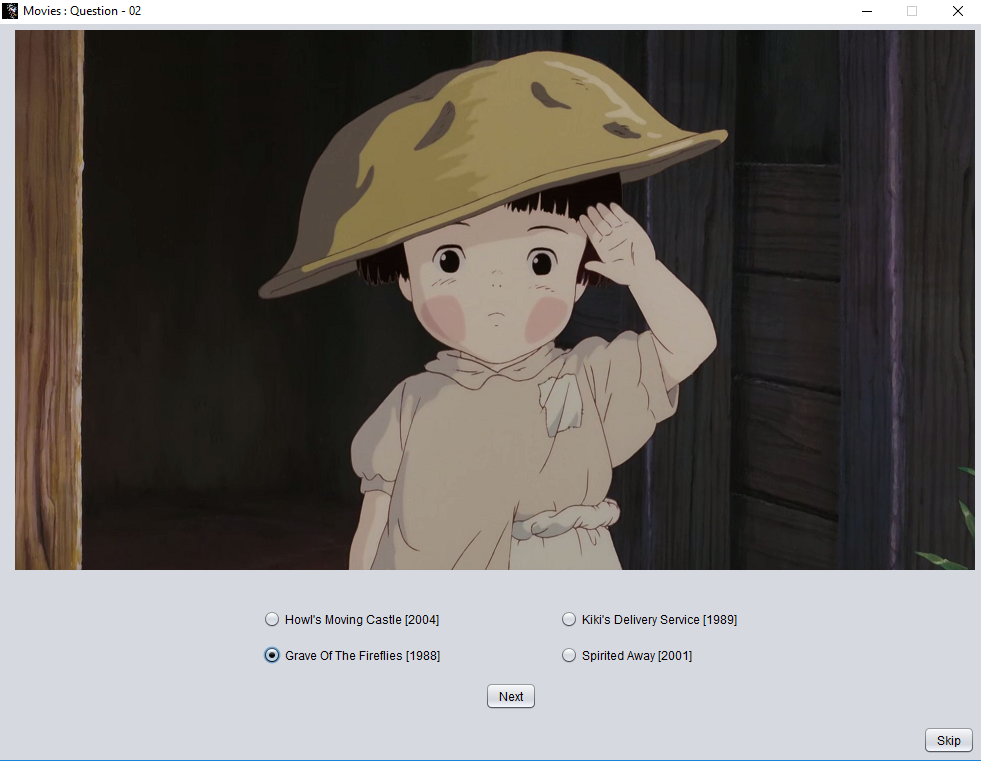 Movies : Question - 02
Howl's Moving Castle [2004]
Kiki's Delivery Service [1989]
Grave Of The Fireflies [1988]
Spirited Away [2001]
Next
Skip